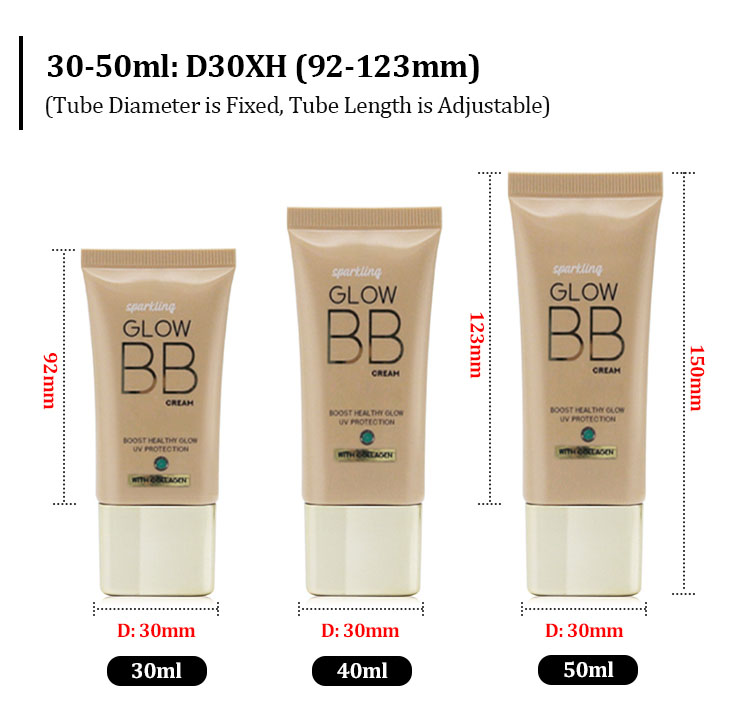 30-50ml: D30XH (92-123mm)
(Tube Diameter is Fixed, Tube Length is Adjustable)
92mm
sparkling
GLOW
BB
CREAM
BOOST HEALTHY GLOW
UV PROTECTION
WITH COLLAGEN
D: 30mm
30ml
sparkling
GLOW
BB
CREAM
BOOST HEALTHY GLOW
UV PROTECTION
WITH COLLAGEN
D: 30mm
40ml
123mm
sparkling
GLOW
BB
CREAM
BOOST HEALTHY GLOW
UV PROTECTION
WITH COLLAGEN
150mm
D: 30mm
50ml